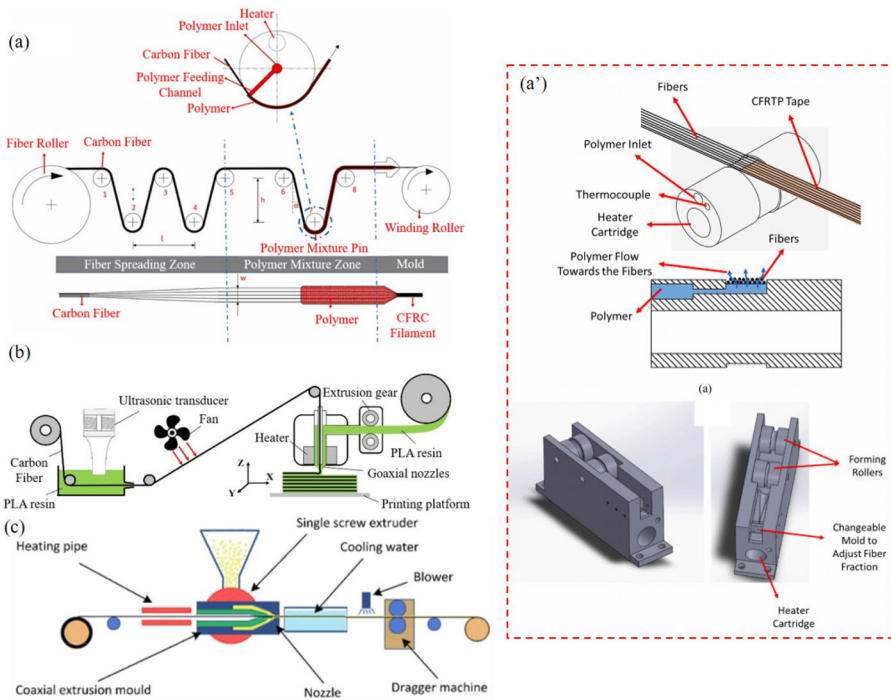 (a)
Heater
Polymer Inlet
Carbon Fiber
Polymer Feeding
Channel
Polymer
Fiber Roller
Carbon Fiber
1
2
3
4
5
6
8
h
α
l
Winding Roller
Polymer Mixture Pin
Fiber Spreading Zone
Polymer Mixture Zone
Mold
w
Carbon Fiber
Polymer
CFRC
Filament
(b)
Ultrasonic transducer
Fan
Carbon
Fiber
PLA resin
Extrusion gear
Heater
PLA resin
Goaxial nozzles
Z
X
Y
Printing platform
(c)
Heating pipe
Single screw extruder
Cooling water
Blower
Coaxial extrusion mould
Nozzle
Dragger machine
(a')
Fibers
CFRTP Tape
Polymer Inlet
Thermocouple
Heater
Cartridge
Polymer Flow
Towards the Fibers
Fibers
Polymer
(a)
Forming
Rollers
Changeable
Mold to
Adjust Fiber
Fraction
Heater
Cartridge